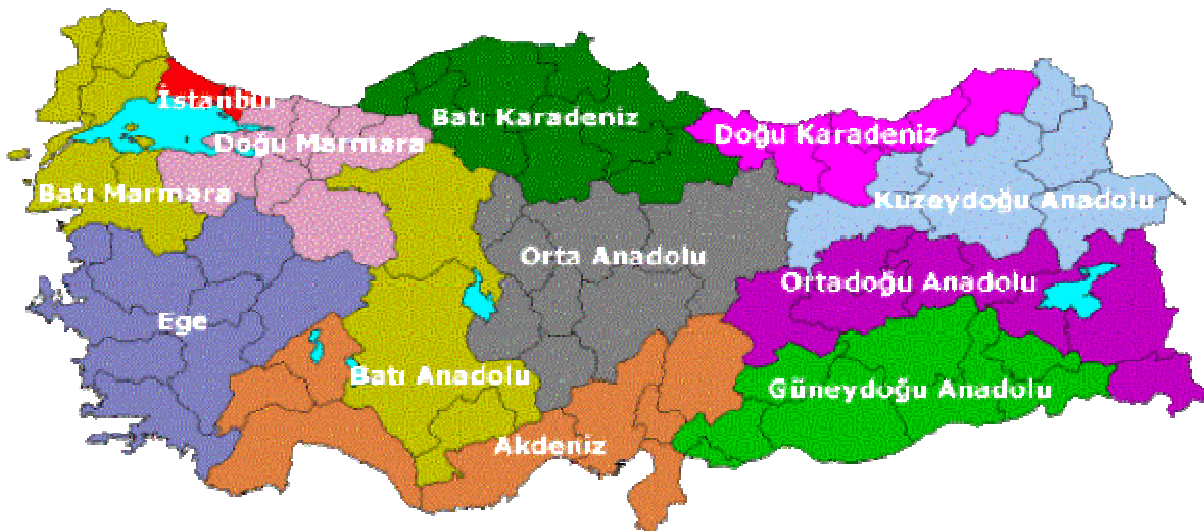 İstanbul
Batı Karadeniz
Doğu Karadeniz
Doğu Marmara
Batı Marmara
Kuzeydoğu Anadolu
Orta Anadolu
Ortadoğu Anadolu
Ege
Batı Anadolu
Güneydoğu Anadolu
Akdeniz